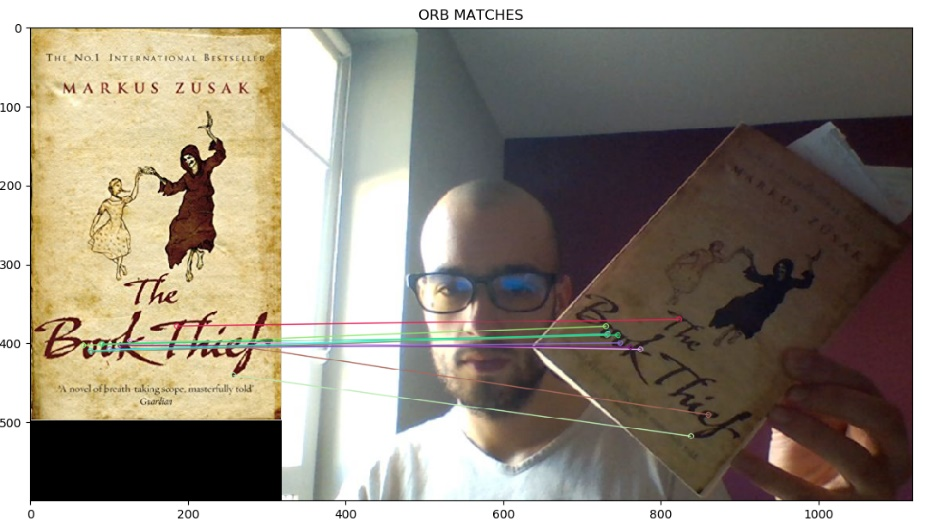 ORB MATCHES
0
100
200
300
400
500
0
200
400
600
800
1000
THE NO.1 INTERNATIONAL BESTSELLER
MARKUS ZUSAK
The
Book Thief
'A novel of breath-taking scope, masterfully told'
Guardian
MARKUS ZUSAK
The
Book Thief